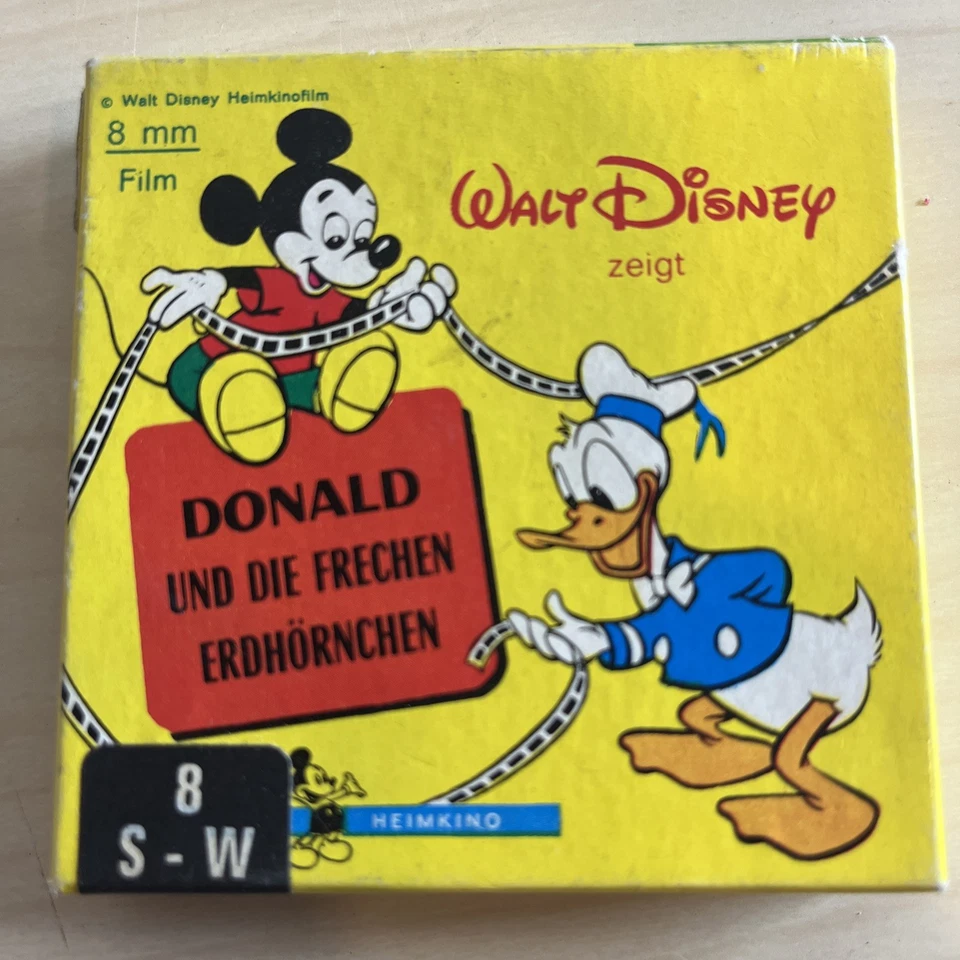 © Walt Disney Heimkinofilm
8 mm
Film
WALT DISNEY
zeigt
DONALD
UND DIE FRECHEN
ERDHÖRNCHEN
8
S - W
HEIMKINO